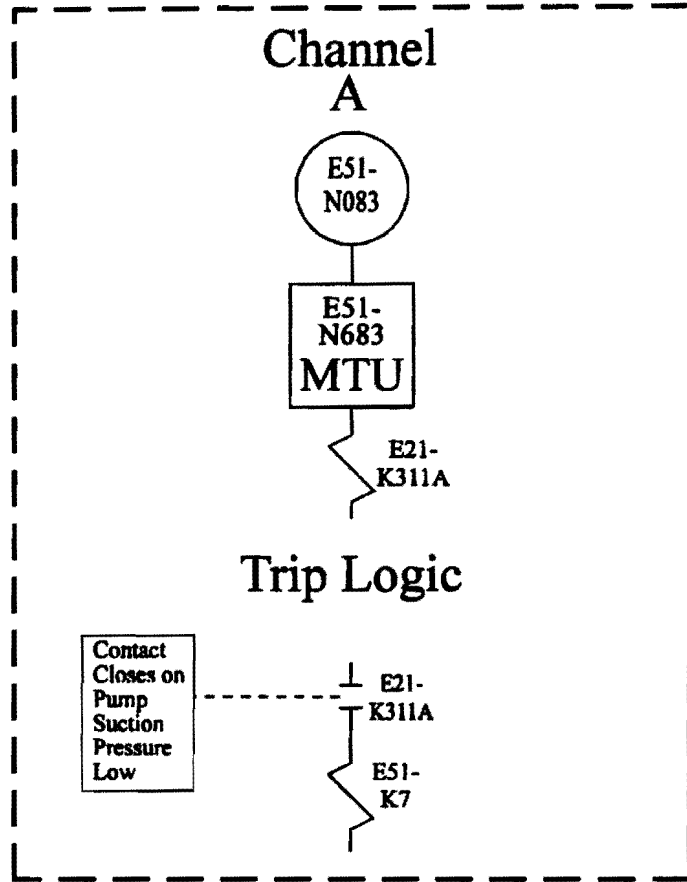 Channel
A
E51-
N083
E51-
N683
MTU
E21-
K311A
Trip Logic
Contact
Closes on
Pump
Suction
Pressure
Low
E21-
K311A
E51-
K7